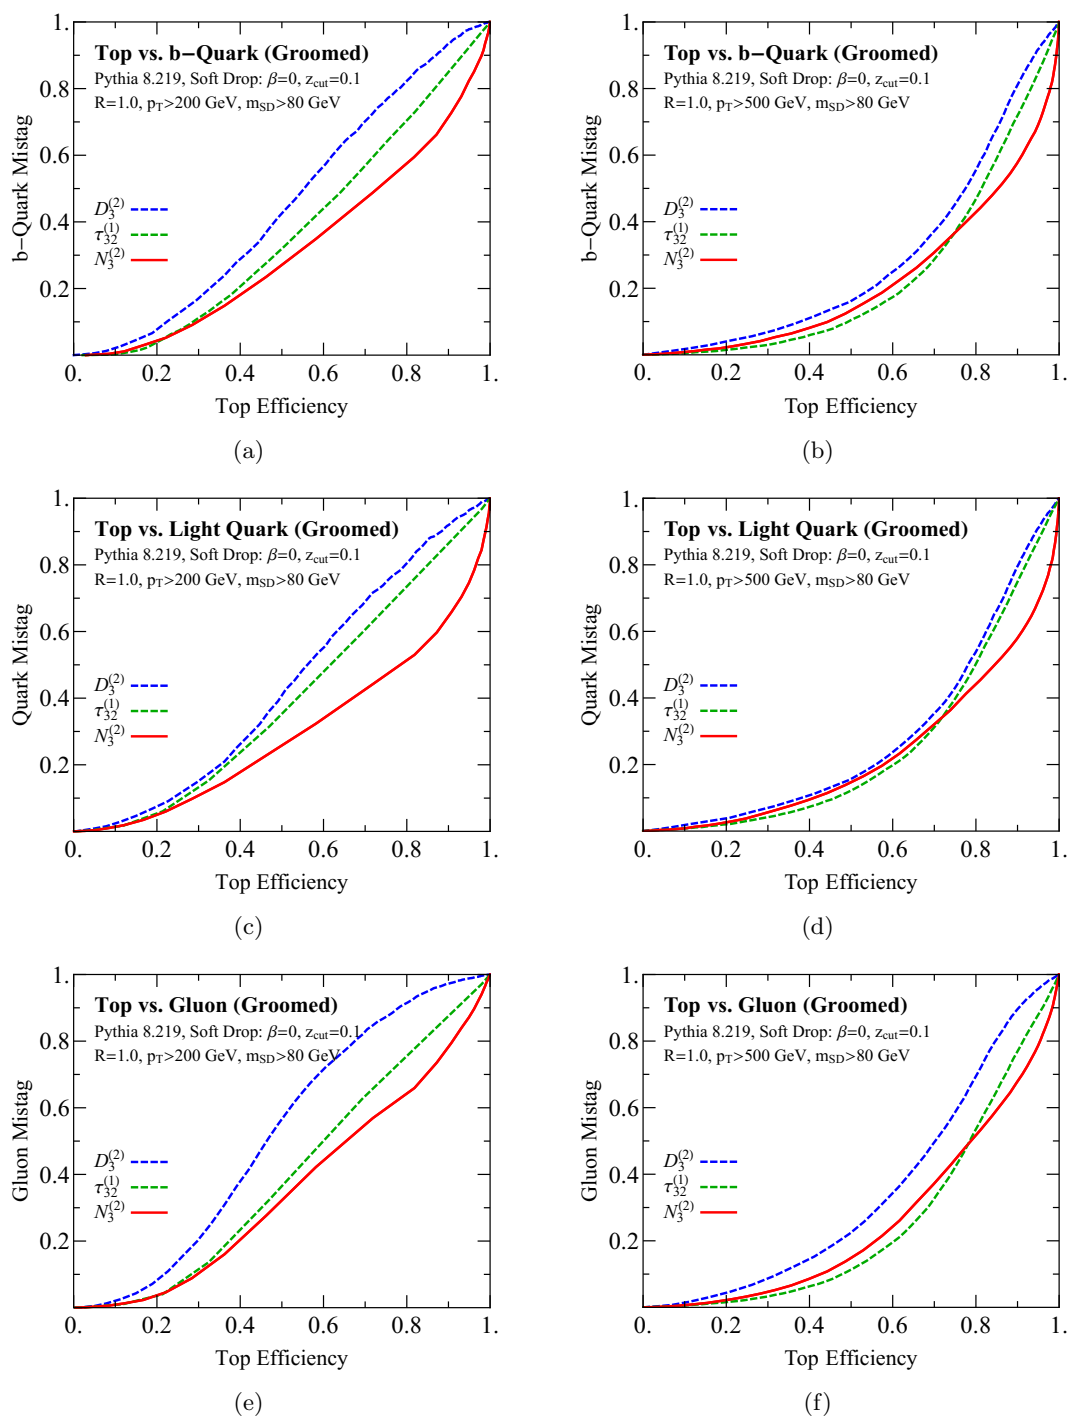 1.
0.8
0.6
0.4
0.2
b−Quark Mistag
Top vs. b−Quark (Groomed)
Pythia 8.219, Soft Drop: β=0, z_cut=0.1
R=1.0, p_T>200 GeV, m_SD>80 GeV
D_3^(2)
τ_32^(1)
N_3^(2)
0. 0.2 0.4 0.6 0.8 1.
Top Efficiency
(a)
1.
0.8
0.6
0.4
0.2
b−Quark Mistag
Top vs. b−Quark (Groomed)
Pythia 8.219, Soft Drop: β=0, z_cut=0.1
R=1.0, p_T>500 GeV, m_SD>80 GeV
D_3^(2)
τ_32^(1)
N_3^(2)
0. 0.2 0.4 0.6 0.8 1.
Top Efficiency
(b)
1.
0.8
0.6
0.4
0.2
Quark Mistag
Top vs. Light Quark (Groomed)
Pythia 8.219, Soft Drop: β=0, z_cut=0.1
R=1.0, p_T>200 GeV, m_SD>80 GeV
D_3^(2)
τ_32^(1)
N_3^(2)
0. 0.2 0.4 0.6 0.8 1.
Top Efficiency
(c)
1.
0.8
0.6
0.4
0.2
Quark Mistag
Top vs. Light Quark (Groomed)
Pythia 8.219, Soft Drop: β=0, z_cut=0.1
R=1.0, p_T>500 GeV, m_SD>80 GeV
D_3^(2)
τ_32^(1)
N_3^(2)
0. 0.2 0.4 0.6 0.8 1.
Top Efficiency
(d)
1.
0.8
0.6
0.4
0.2
Gluon Mistag
Top vs. Gluon (Groomed)
Pythia 8.219, Soft Drop: β=0, z_cut=0.1
R=1.0, p_T>200 GeV, m_SD>80 GeV
D_3^(2)
τ_32^(1)
N_3^(2)
0. 0.2 0.4 0.6 0.8 1.
Top Efficiency
(e)
1.
0.8
0.6
0.4
0.2
Gluon Mistag
Top vs. Gluon (Groomed)
Pythia 8.219, Soft Drop: β=0, z_cut=0.1
R=1.0, p_T>500 GeV, m_SD>80 GeV
D_3^(2)
τ_32^(1)
N_3^(2)
0. 0.2 0.4 0.6 0.8 1.
Top Efficiency
(f)